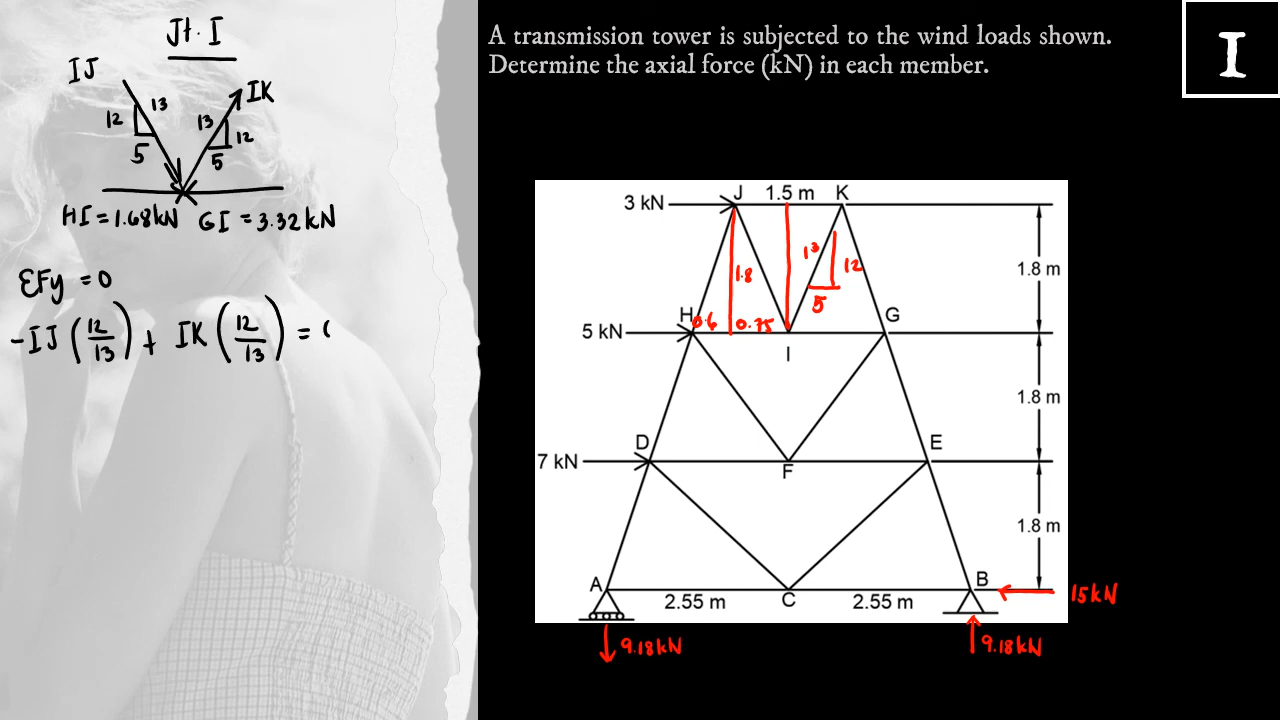 Jt. I
IJ
IK
13
12
5
13
12
5
HI = 1.68kN GI = 3.32kN
ΣFy = 0
-IJ (12/13) + IK (12/13) = (
A transmission tower is subjected to the wind loads shown.
Determine the axial force (kN) in each member.
I
3 kN
J
1.5 m
K
1.8
13
12
5
1.8 m
5 kN
H
0.6
0.75
G
I
1.8 m
7 kN
D
F
E
1.8 m
A
2.55 m
C
2.55 m
B
15kN
9.18kN
9.18kN